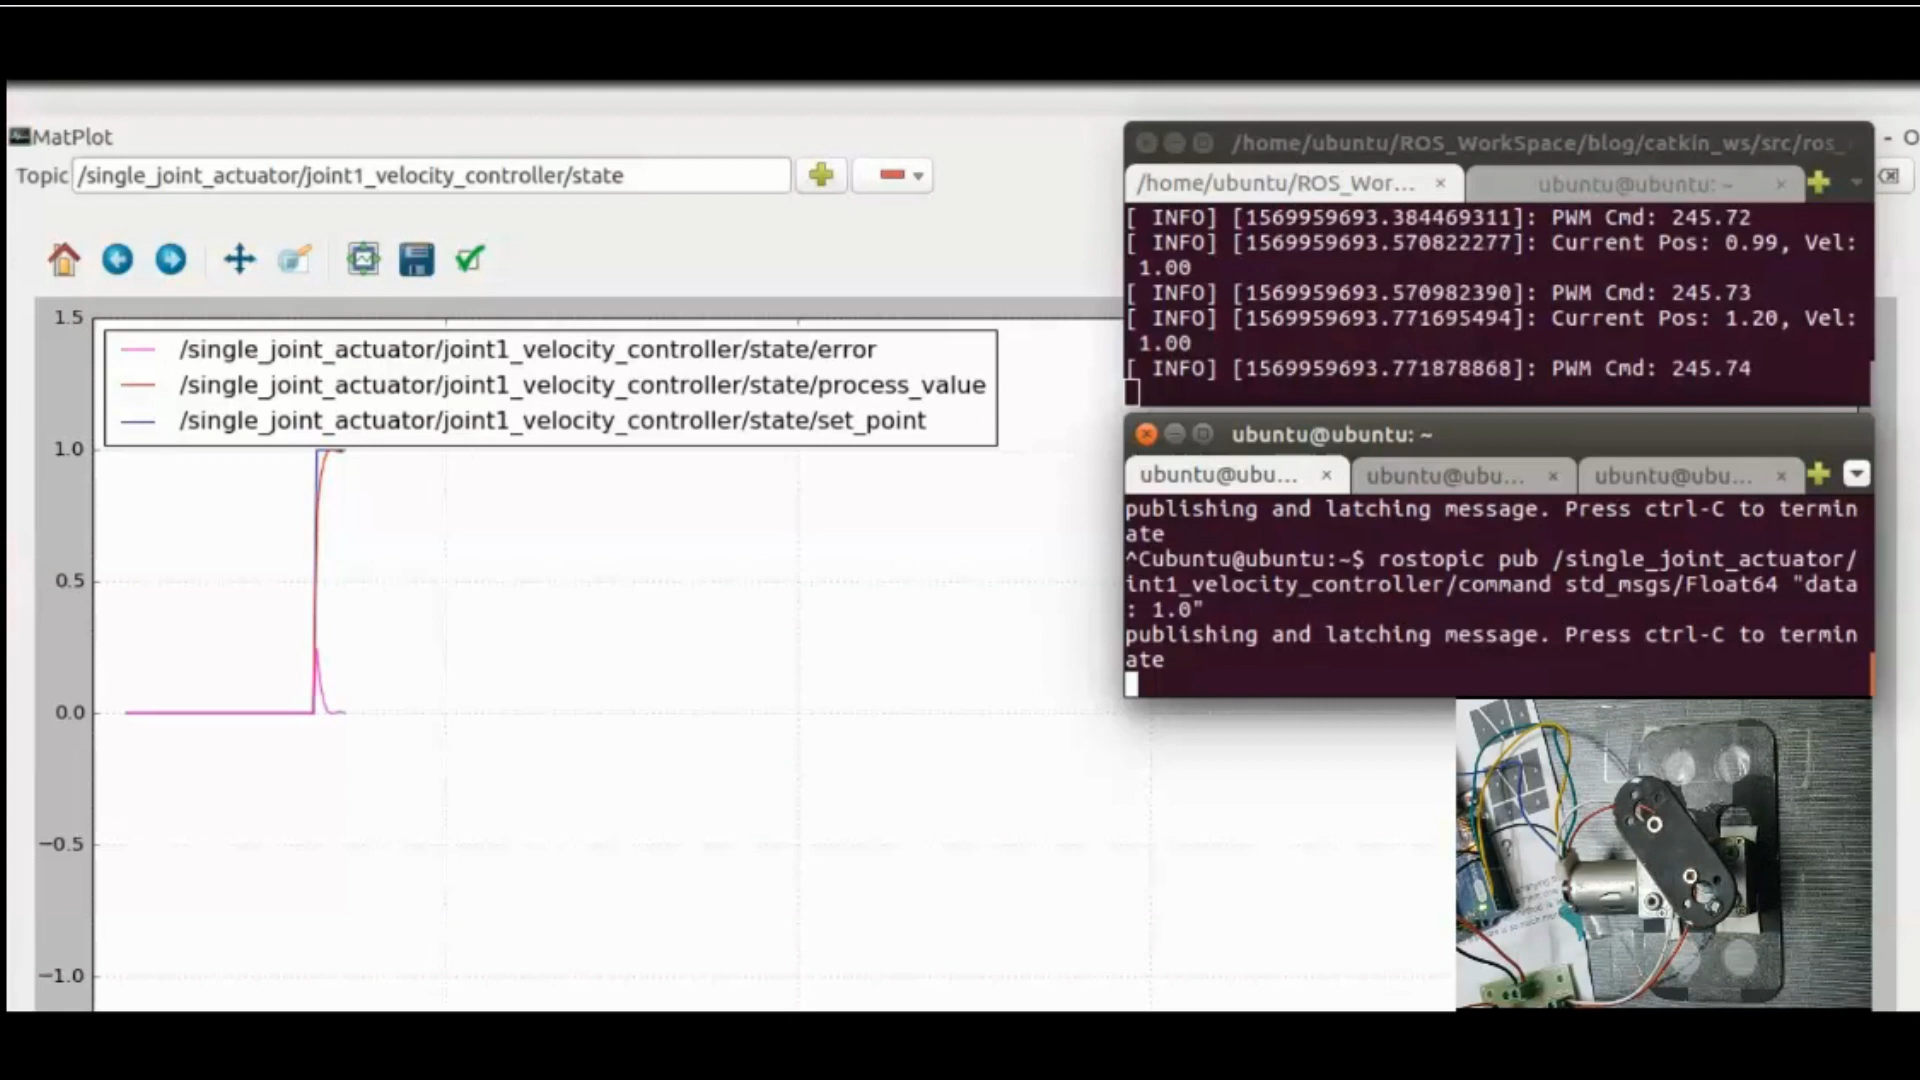 MatPlot
Topic /single_joint_actuator/joint1_velocity_controller/state
1.5
1.0
0.5
0.0
−0.5
−1.0
/single_joint_actuator/joint1_velocity_controller/state/error
/single_joint_actuator/joint1_velocity_controller/state/process_value
/single_joint_actuator/joint1_velocity_controller/state/set_point
/home/ubuntu/ROS_WorkSpace/blog/catkin_ws/src/ros_
- O
/home/ubuntu/ROS_Wor... ×
ubuntu@ubuntu: ~ ×
[ INFO] [1569959693.384469311]: PWM Cmd: 245.72
[ INFO] [1569959693.570822277]: Current Pos: 0.99, Vel:
1.00
[ INFO] [1569959693.570982390]: PWM Cmd: 245.73
[ INFO] [1569959693.771695494]: Current Pos: 1.20, Vel:
1.00
[ INFO] [1569959693.771878868]: PWM Cmd: 245.74
ubuntu@ubuntu: ~
ubuntu@ubu... ×
ubuntu@ubu... ×
ubuntu@ubu... ×
publishing and latching message. Press ctrl-C to termin
ate
^Cubuntu@ubuntu:~$ rostopic pub /single_joint_actuator/
int1_velocity_controller/command std_msgs/Float64 "data
: 1.0"
publishing and latching message. Press ctrl-C to termin
ate